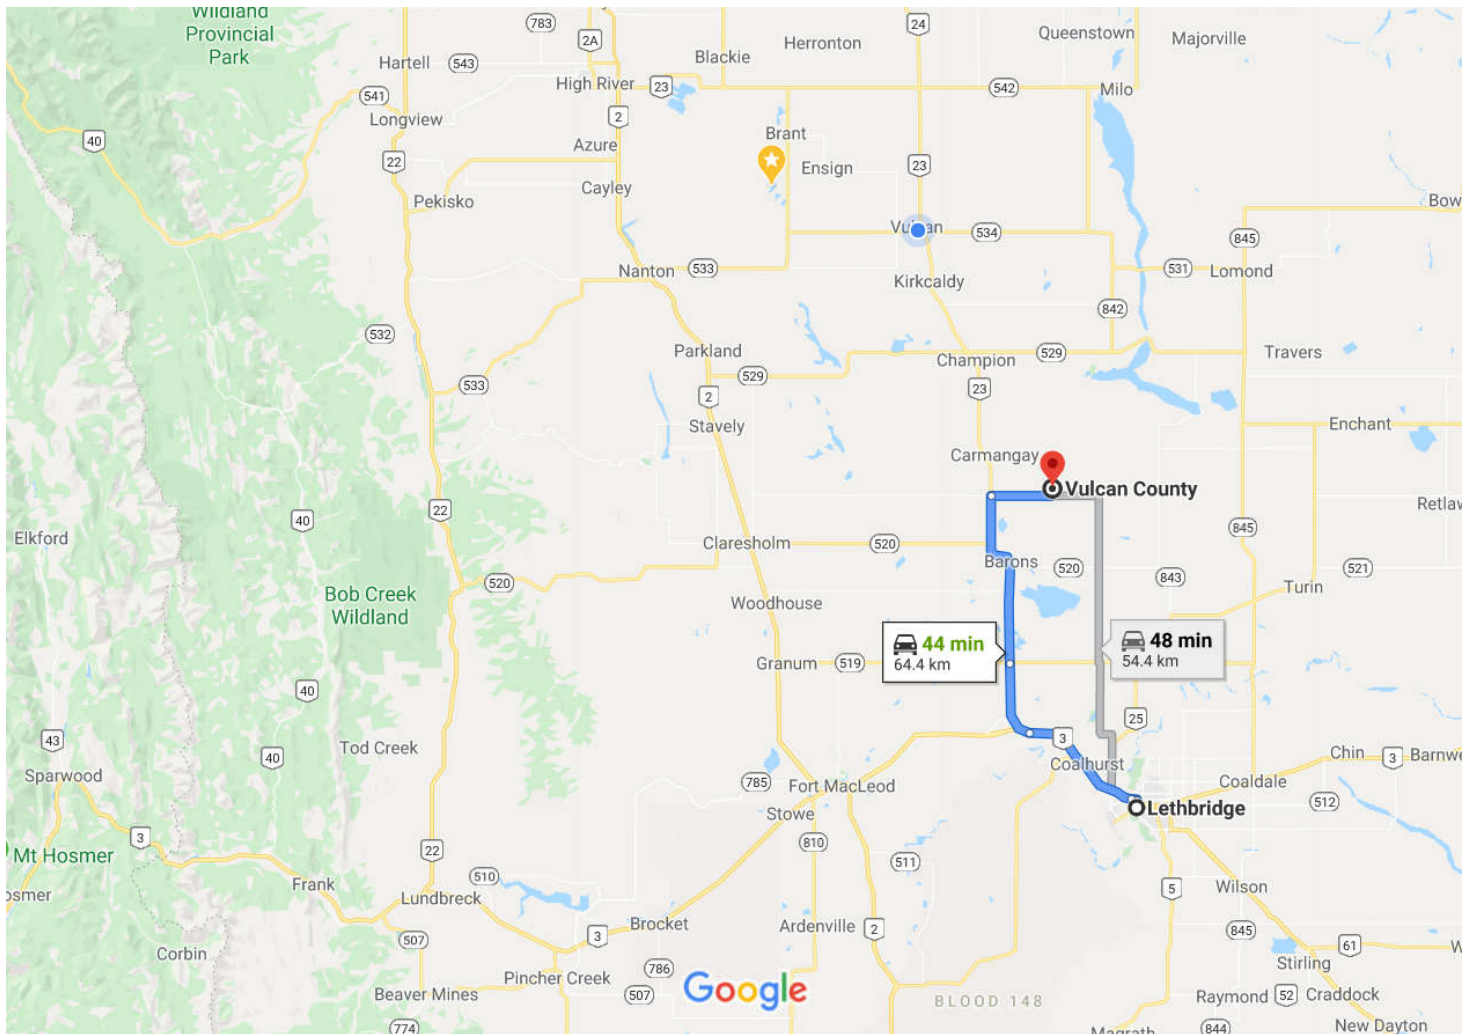 Wildland
Provincial
Park
783
2A
24
Queenstown
Majorville
Herronton
Blackie
Hartell
543
High River
23
542
Milo
541
Longview
2
40
Brant
Azure
22
Ensign
23
Cayley
Pekisko
Vulcan
534
845
Nanton
533
531
Lomond
Kirkcaldy
842
532
Parkland
Champion
529
Travers
533
529
23
2
Stavely
Enchant
Carmangay
Vulcan County
Retlaw
22
40
845
Elkford
Claresholm
520
Barons
520
843
521
520
Turin
Bob Creek
Wildland
Woodhouse
44 min
64.4 km
48 min
54.4 km
Granum
519
40
25
43
Tod Creek
3
40
Chin
3
Barnwe
Sparwood
Coalhurst
785
Fort MacLeod
Coaldale
512
Lethbridge
Stowe
3
810
Mt Hosmer
22
511
osmer
510
Frank
5
Wilson
Lundbreck
Brocket
Ardenville
2
845
3
507
61
Corbin
Stirling
786
Pincher Creek
507
Google
Beaver Mines
BLOOD 148
Raymond
52
Craddock
774
844
New Dayton
Magrath